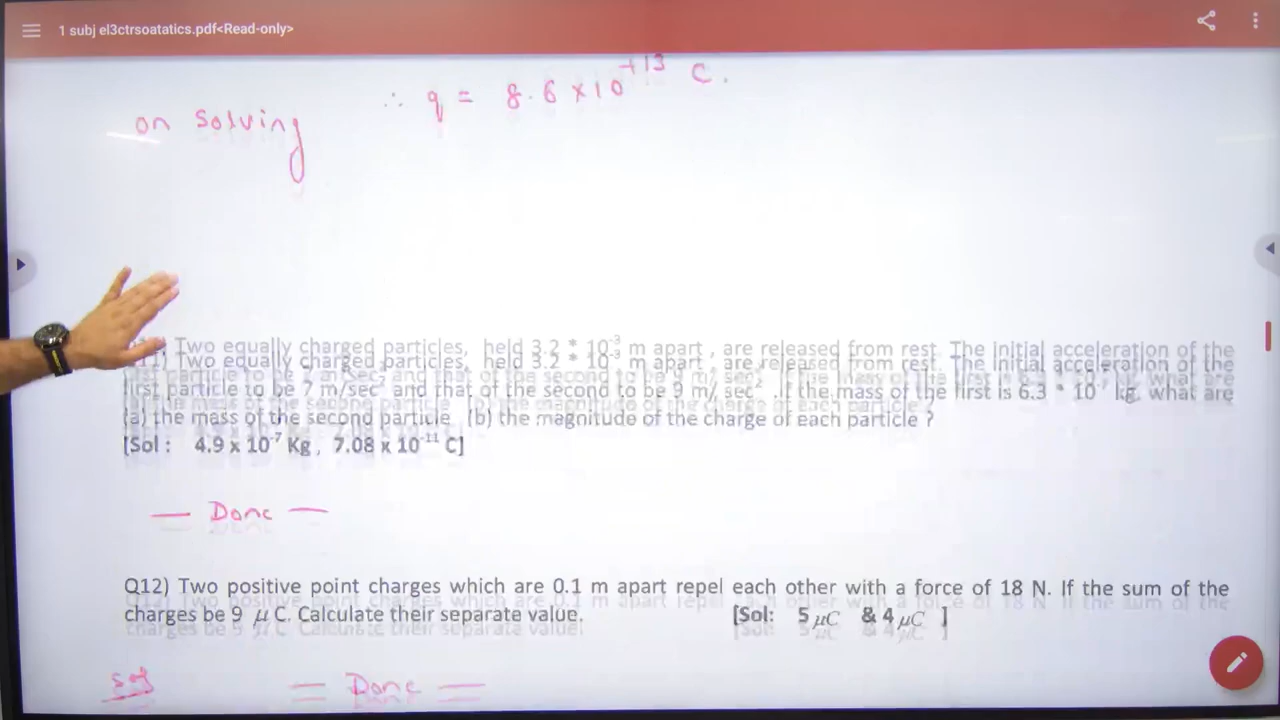 1 subj el3ctrsoatatics.pdf<Read-only>
∴ q = 8.6 × 10⁺¹³ C.
on solving
Two equally charged particles, held 3.2 * 10⁻³ m apart , are released from rest. The Initial acceleration of the
first particle to be 7 m/sec² and that of the second to be 9 m/ sec² .If the mass of the first is 6.3 * 10⁻⁷ kg, what are
(a) the mass of the second particle (b) the magnitude of the charge of each particle ?
[Sol : 4.9 x 10⁻⁷ Kg , 7.08 x 10⁻¹¹ C]
— Done —
Q12) Two positive point charges which are 0.1 m apart repel each other with a force of 18 N. If the sum of the
charges be 9 μ C. Calculate their separate value. [Sol: 5 μC & 4 μC ]
Sol = Done =